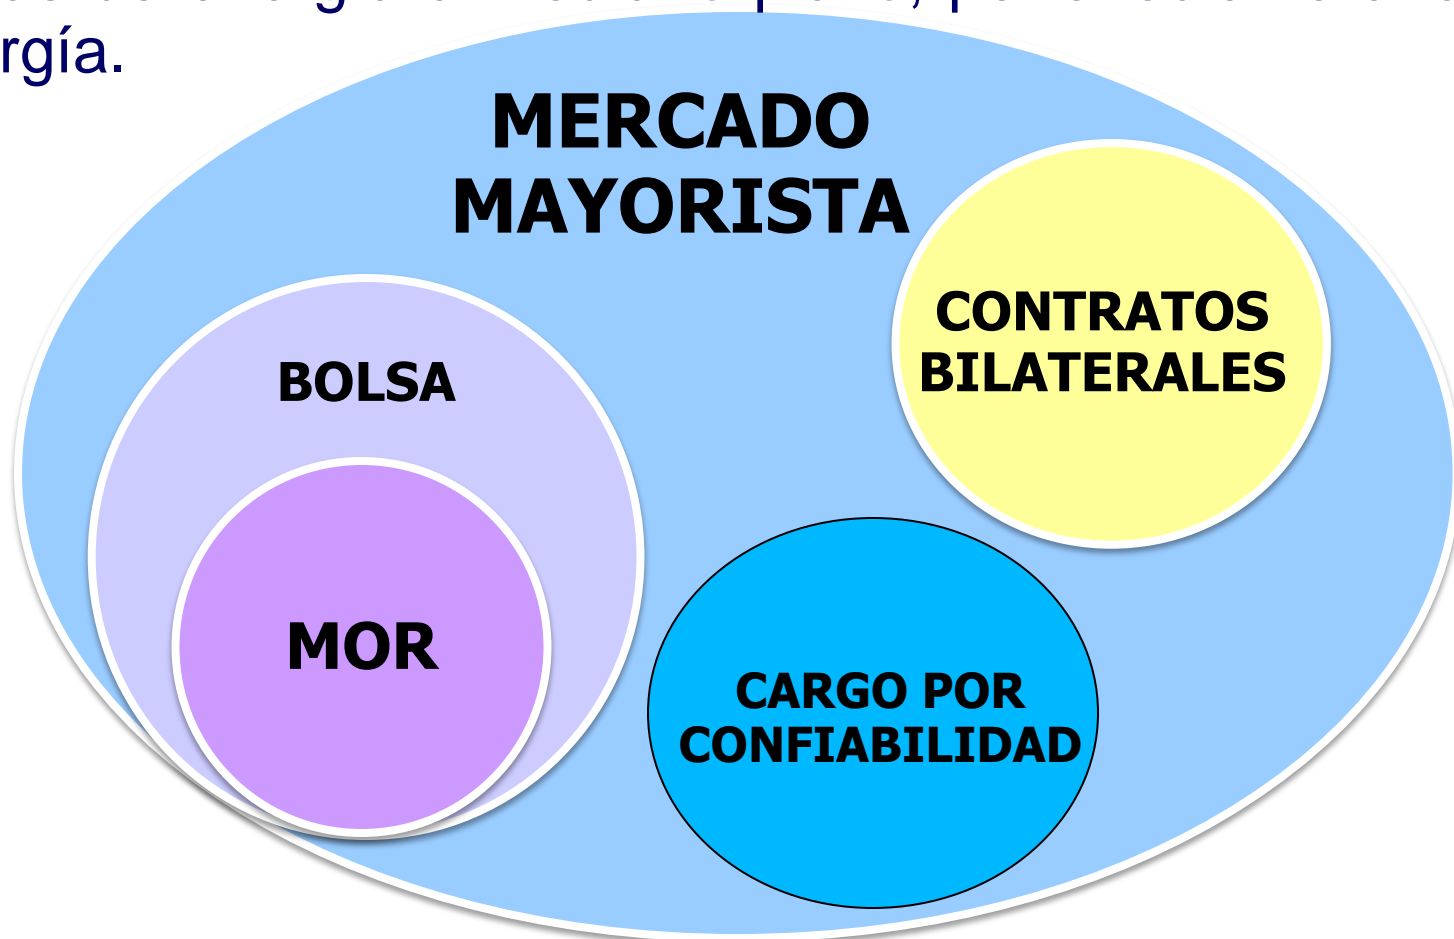 rgía.
MERCADO
MAYORISTA
CONTRATOS
BILATERALES
BOLSA
MOR
CARGO POR
CONFIABILIDAD